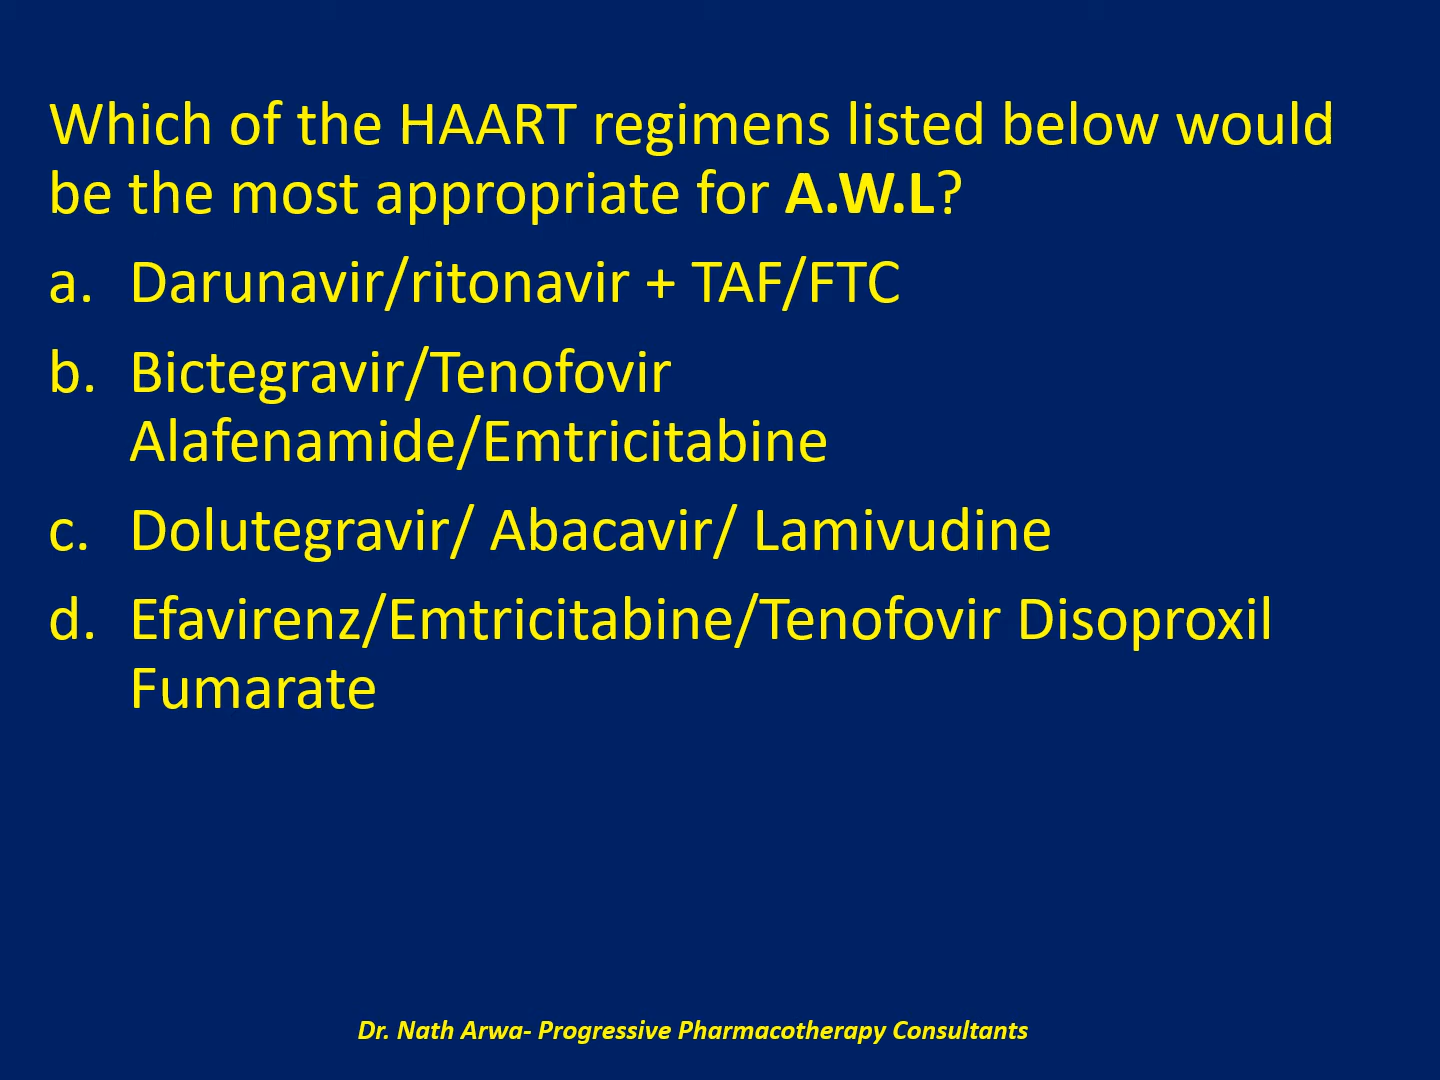 Which of the HAART regimens listed below would
be the most appropriate for A.W.L?
a. Darunavir/ritonavir + TAF/FTC
b. Bictegravir/Tenofovir
Alafenamide/Emtricitabine
c. Dolutegravir/ Abacavir/ Lamivudine
d. Efavirenz/Emtricitabine/Tenofovir Disoproxil
Fumarate
Dr. Nath Arwa- Progressive Pharmacotherapy Consultants